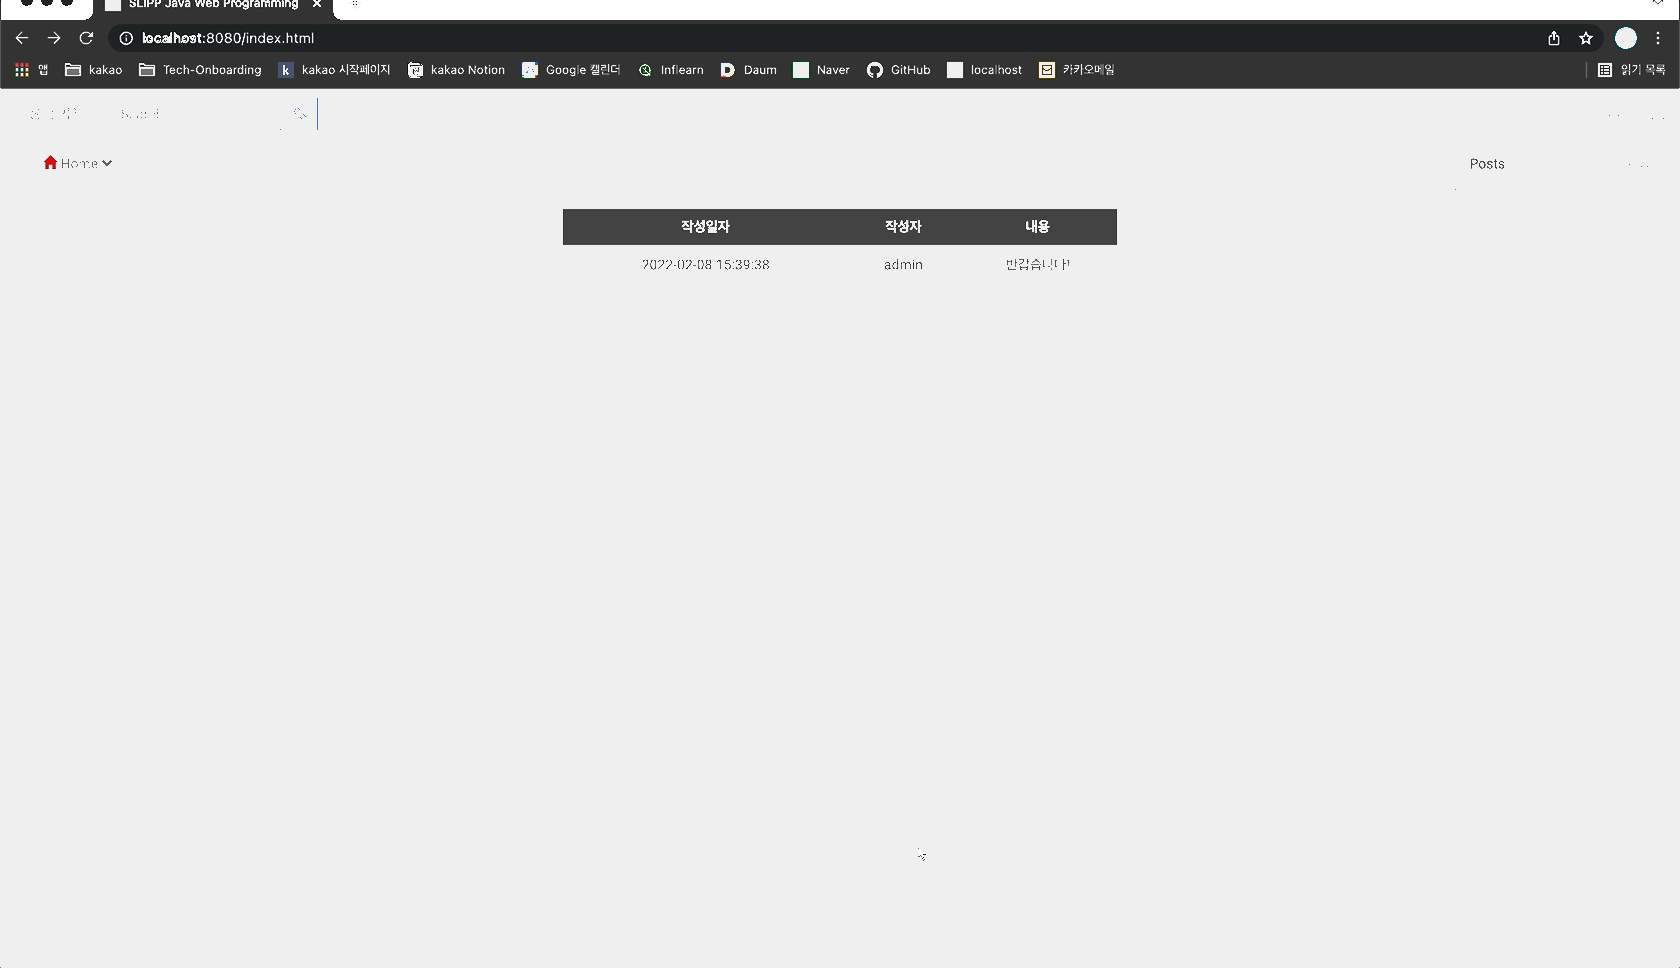 SLIPP Java Web Programming
localhost:8080/index.html
앱 kakao Tech-Onboarding kakao 시작페이지 kakao Notion Google 캘린더 Inflearn Daum Naver GitHub localhost 카카오메일 읽기 목록
Home Posts
작성일자 작성자 내용
2022-02-08 15:39:38 admin 반갑습니다!